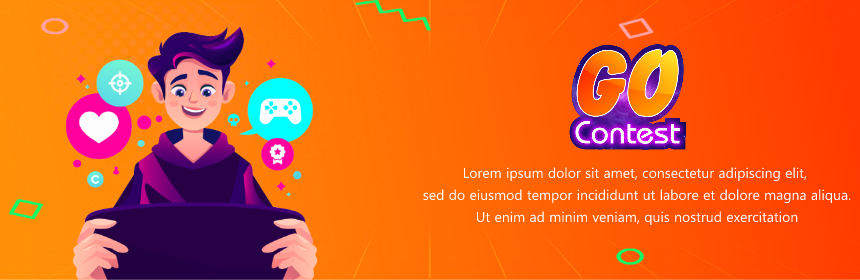 GO
Contest
Lorem ipsum dolor sit amet, consectetur adipiscing elit,
sed do eiusmod tempor incididunt ut labore et dolore magna aliqua.
Ut enim ad minim veniam, quis nostrud exercitation
C